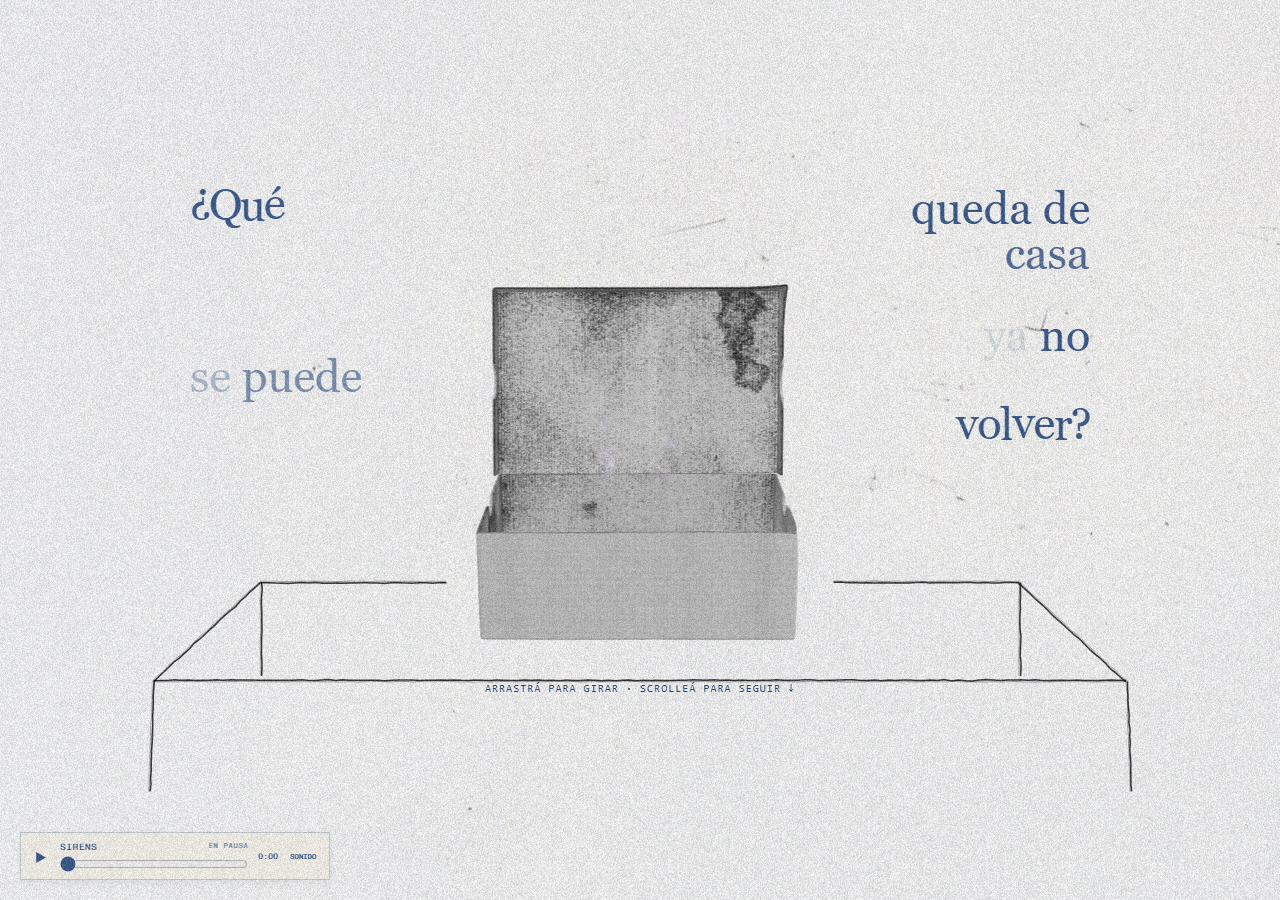 ¿Qué
queda de
casa
ya no
se puede
volver?
ARRASTRÁ PARA GIRAR · SCROLLEÁ PARA SEGUIR ↓
SIRENS
EN PAUSA
0:00
SONIDO